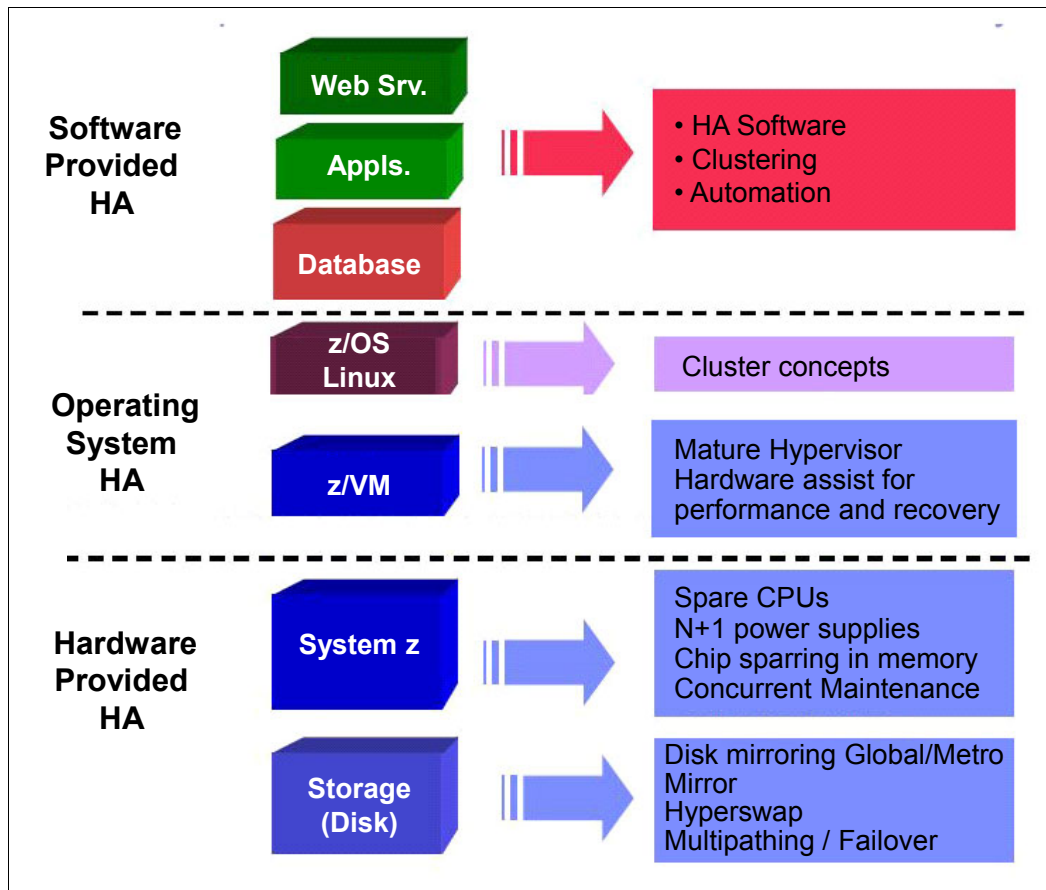 Software
Provided
HA
Web Srv.
Appls.
Database
• HA Software
• Clustering
• Automation
Operating
System
HA
z/OS
Linux
Cluster concepts
z/VM
Mature Hypervisor
Hardware assist for
performance and recovery
Hardware
Provided
HA
System z
Spare CPUs
N+1 power supplies
Chip sparring in memory
Concurrent Maintenance
Storage
(Disk)
Disk mirroring Global/Metro
Mirror
Hyperswap
Multipathing / Failover